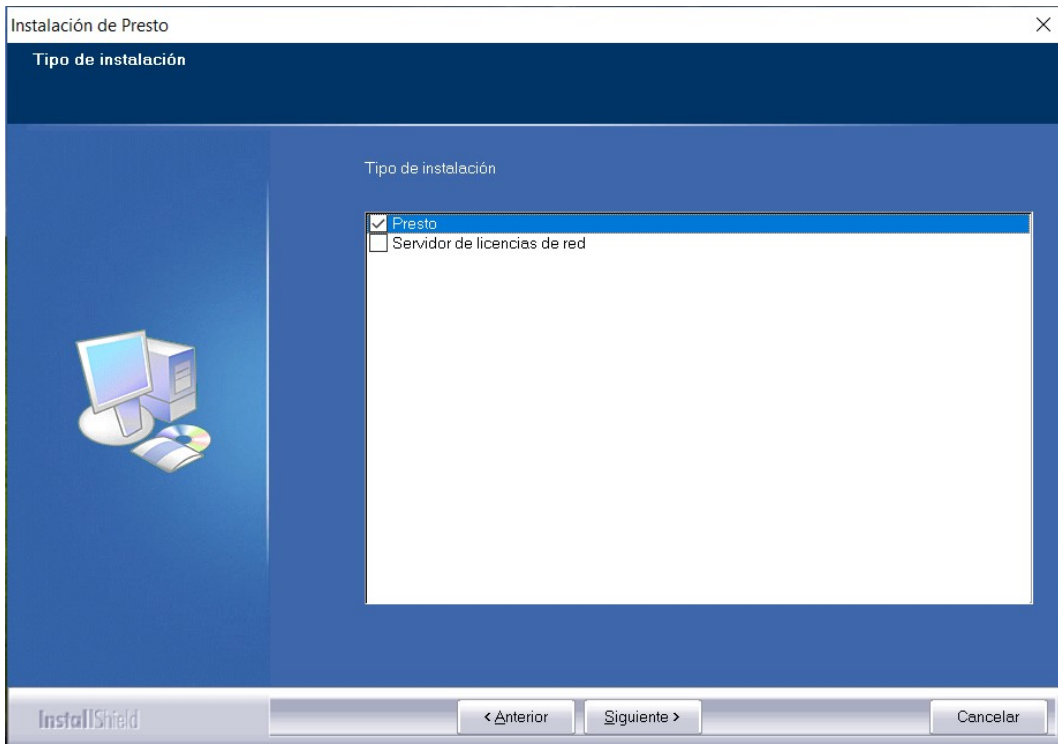 Instalación de Presto
Tipo de instalación
Tipo de instalación
Presto
Servidor de licencias de red
InstallShield
< Anterior
Siguiente >
Cancelar